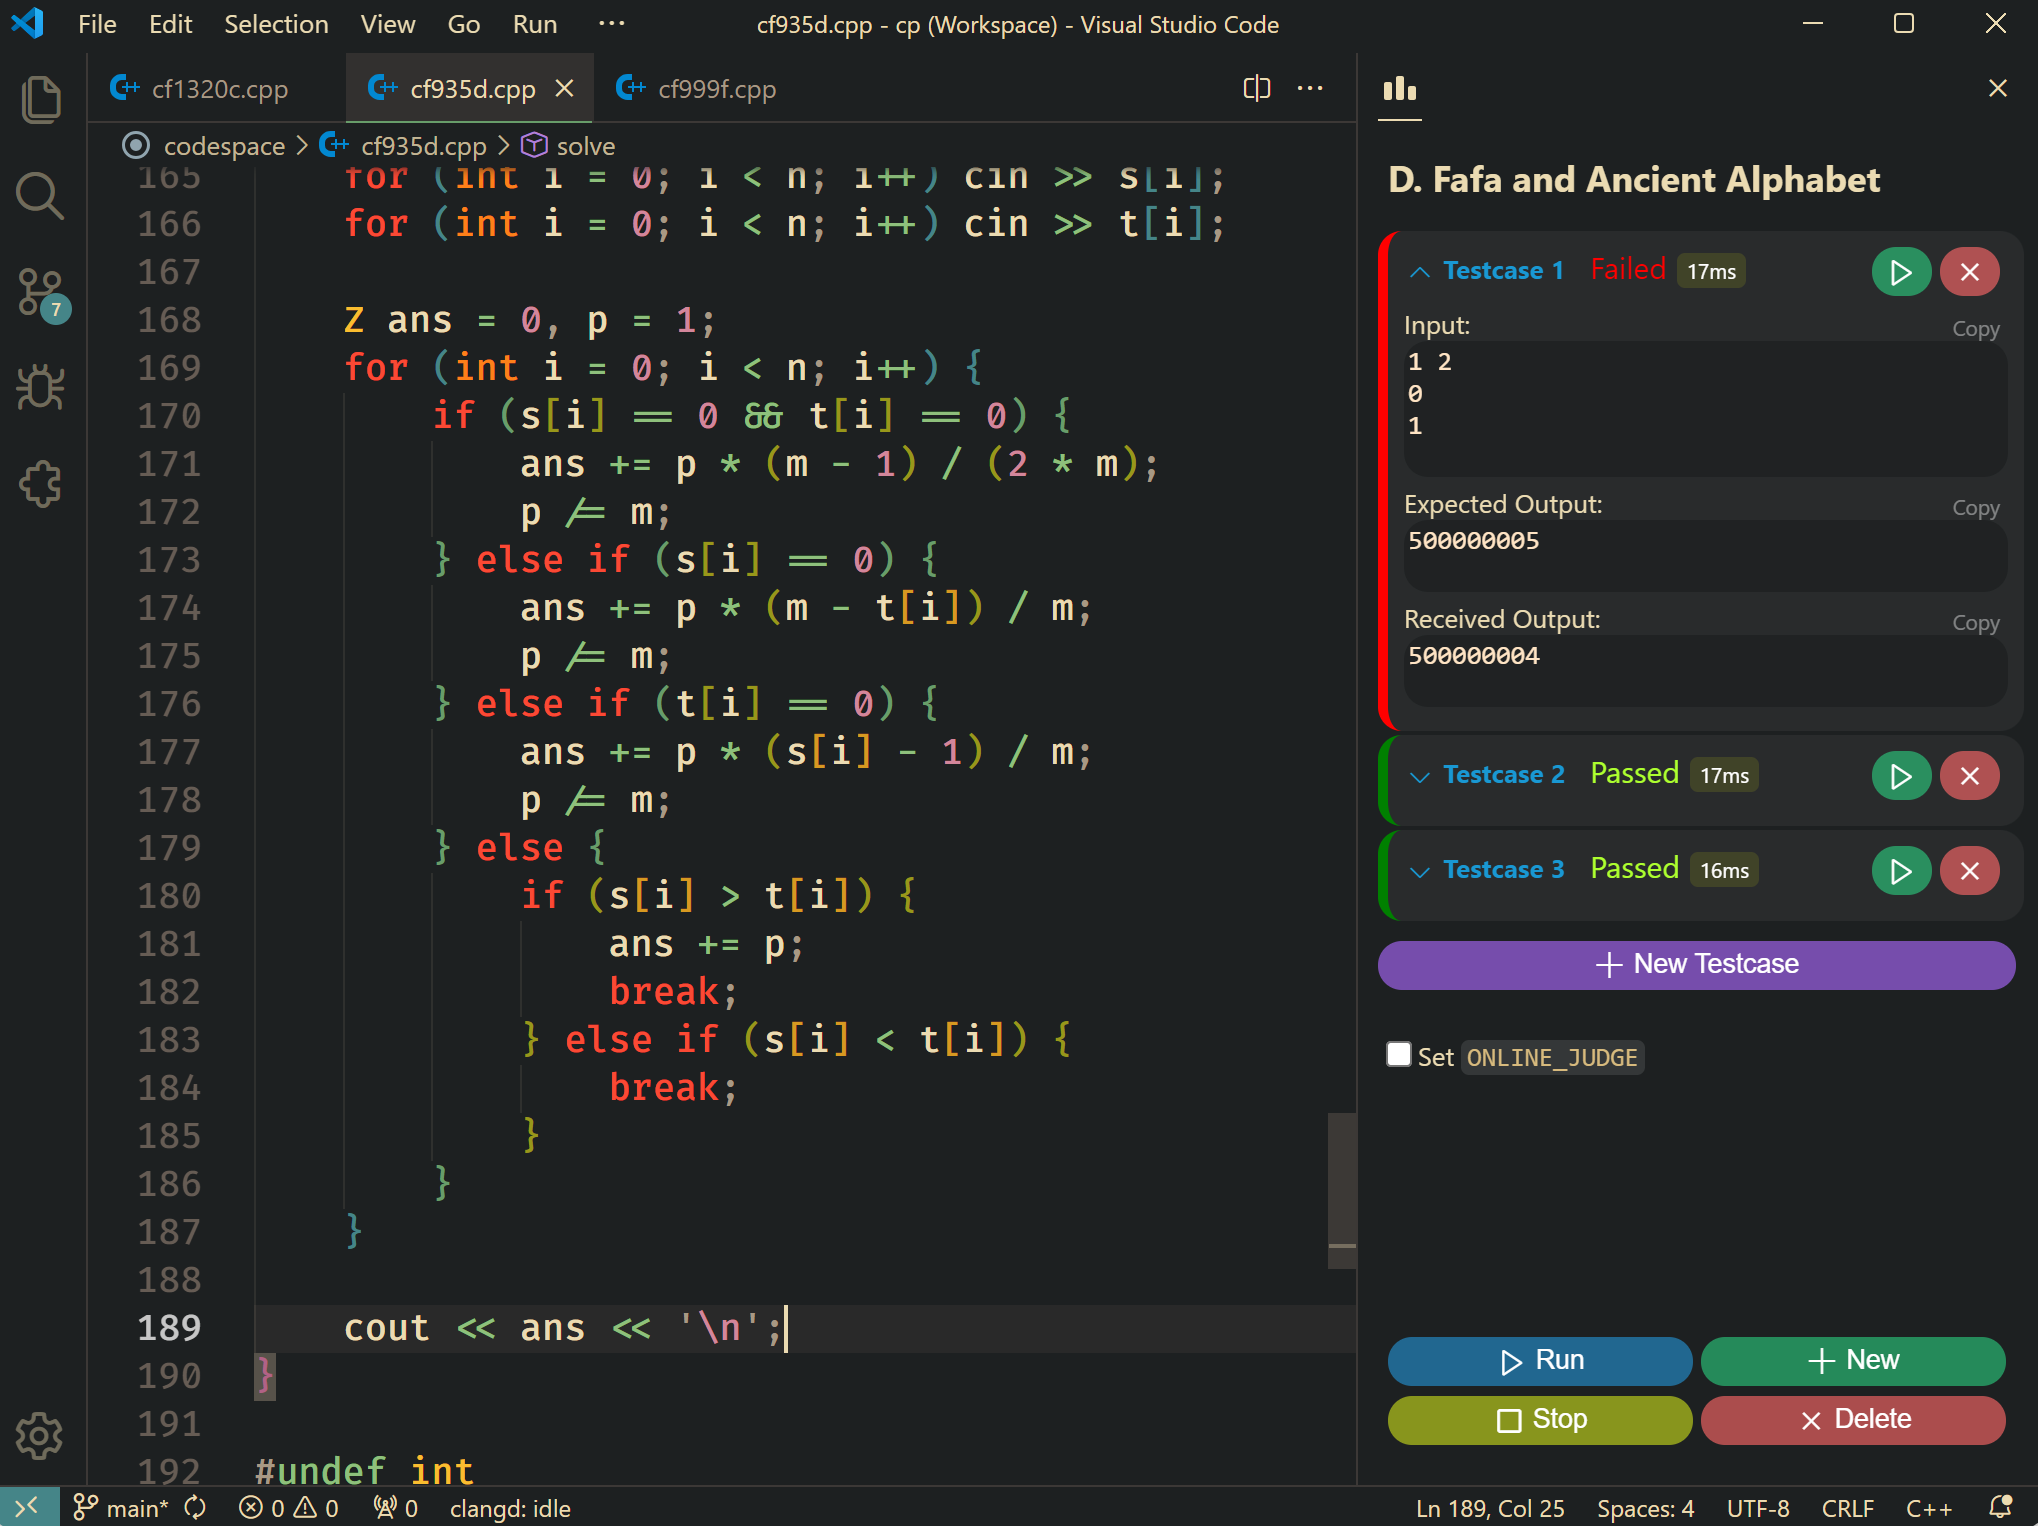 File Edit Selection View Go Run ···
cf935d.cpp - cp (Workspace) - Visual Studio Code
cf1320c.cpp
cf935d.cpp
cf999f.cpp
codespace > cf935d.cpp > solve
165 for (int i = 0; i < n; i++) cin >> s[i];
166 for (int i = 0; i < n; i++) cin >> t[i];
167
168 Z ans = 0, p = 1;
169 for (int i = 0; i < n; i++) {
170 if (s[i] == 0 && t[i] == 0) {
171 ans += p * (m - 1) / (2 * m);
172 p /= m;
173 } else if (s[i] == 0) {
174 ans += p * (m - t[i]) / m;
175 p /= m;
176 } else if (t[i] == 0) {
177 ans += p * (s[i] - 1) / m;
178 p /= m;
179 } else {
180 if (s[i] > t[i]) {
181 ans += p;
182 break;
183 } else if (s[i] < t[i]) {
184 break;
185 }
186 }
187 }
188
189 cout << ans << '\n';
190 }
191
192 #undef int
7
D. Fafa and Ancient Alphabet
Testcase 1 Failed 17ms
Input: Copy
1 2
0
1
Expected Output: Copy
500000005
Received Output: Copy
500000004
Testcase 2 Passed 17ms
Testcase 3 Passed 16ms
New Testcase
Set ONLINE_JUDGE
Run
New
Stop
Delete
main* 0 0 0 clangd: idle
Ln 189, Col 25 Spaces: 4 UTF-8 CRLF C++